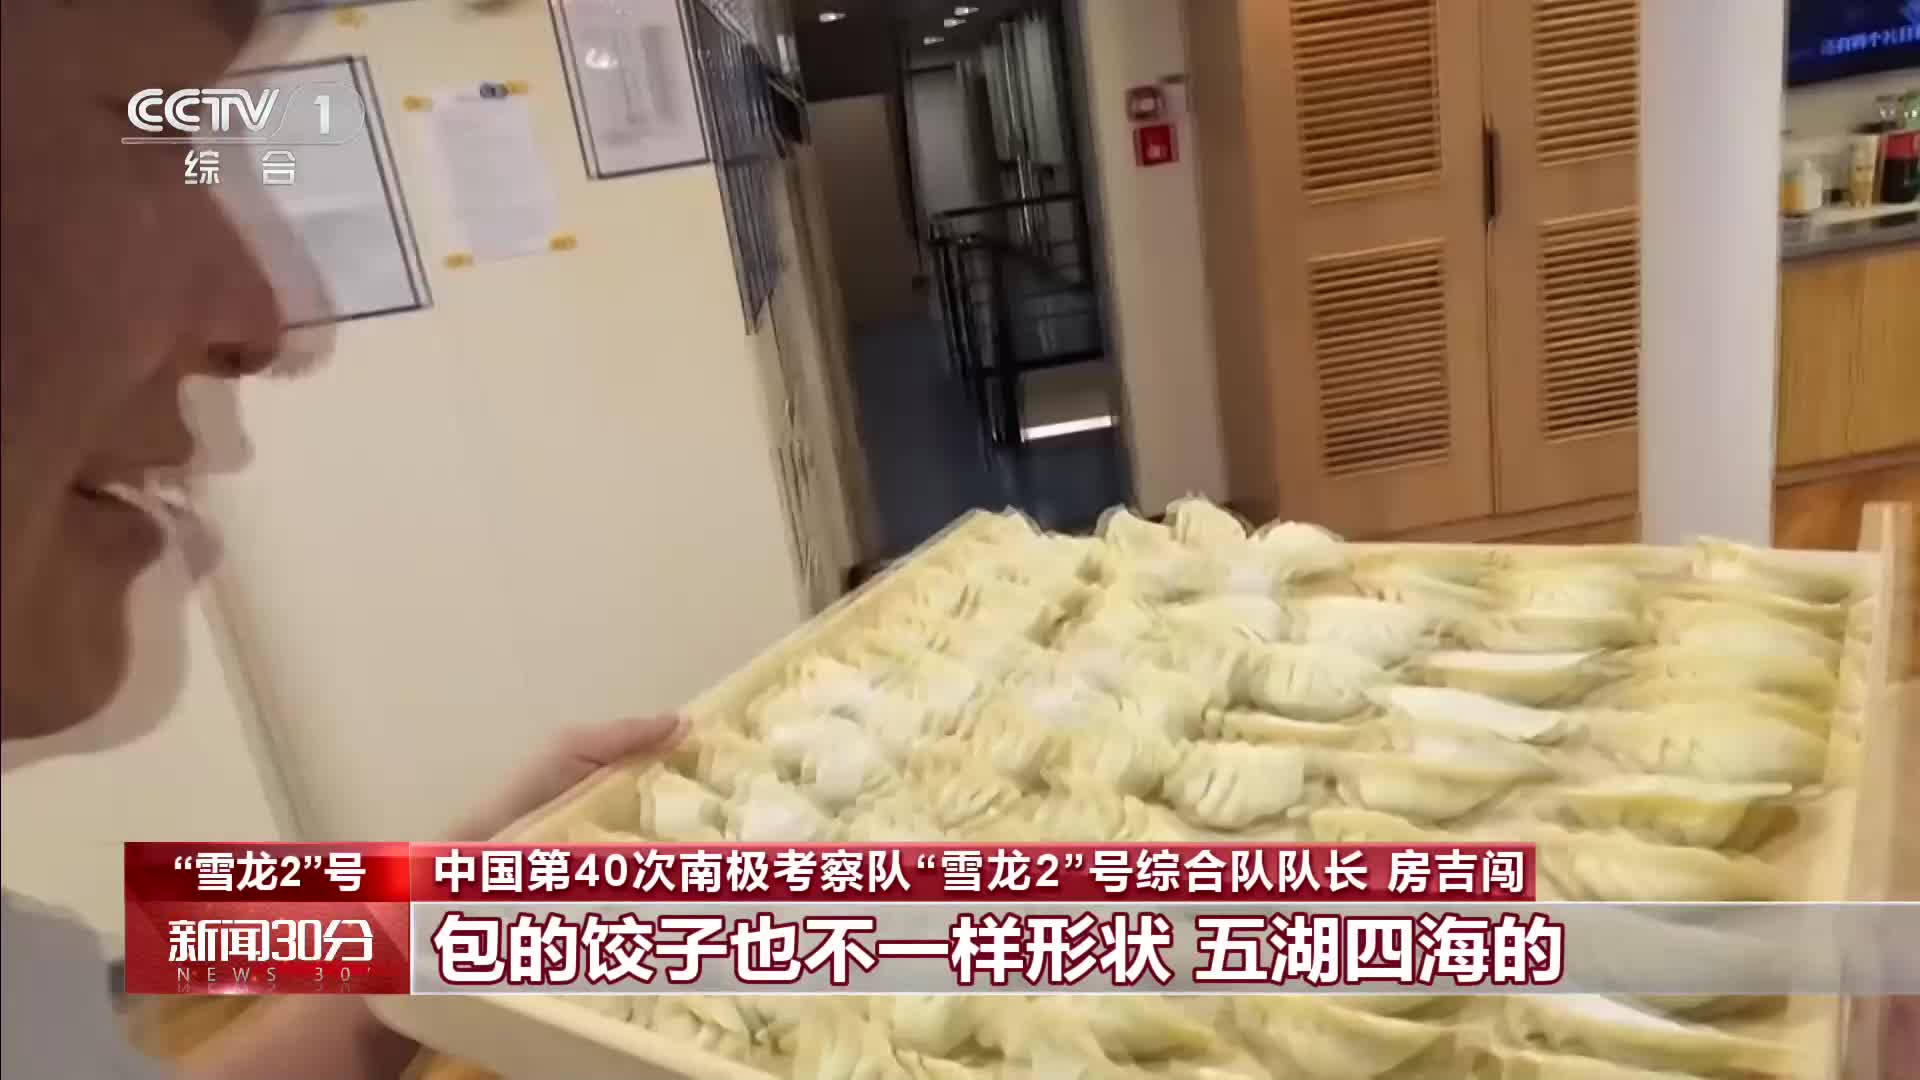 CCTV 1
综合
“雪龙2”号
中国第40次南极考察队“雪龙2”号综合队队长 房吉闯
新闻30分
NEWS 30'
包的饺子也不一样形状 五湖四海的